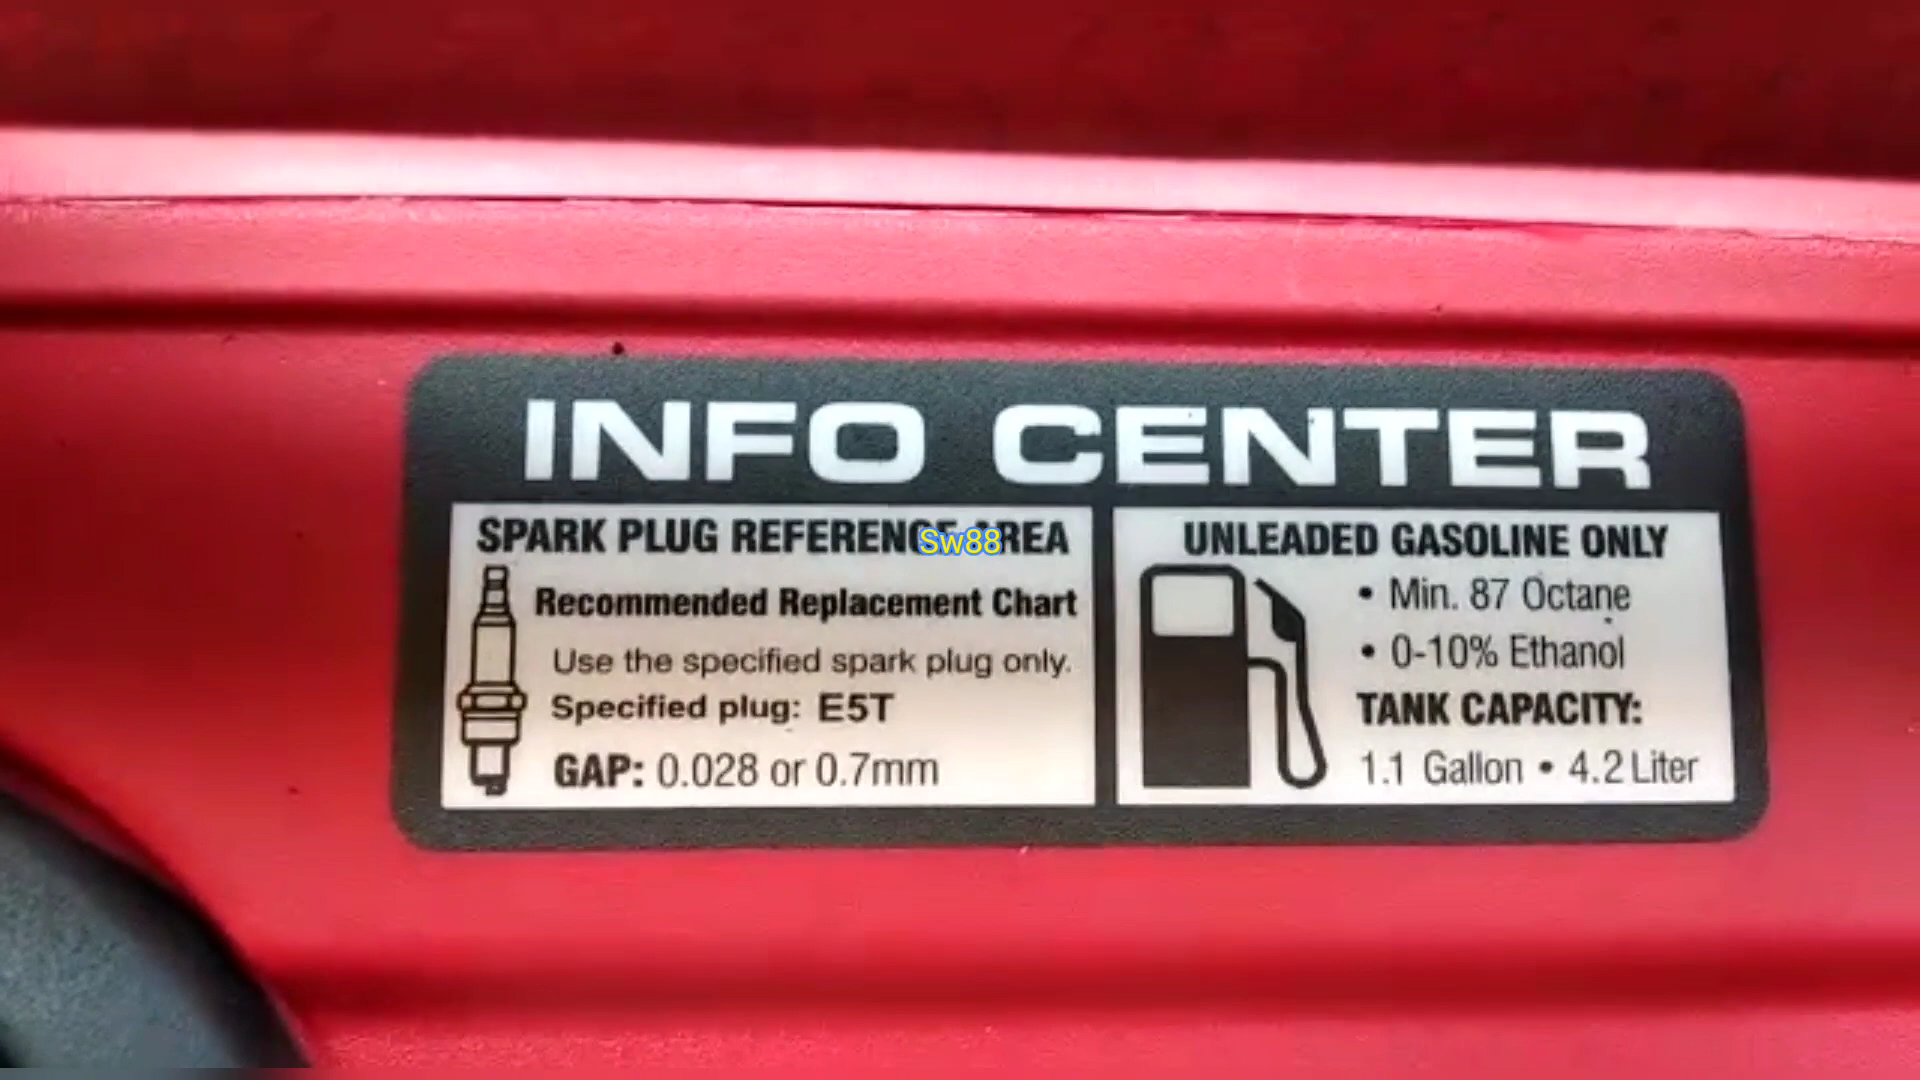 INFO CENTER
SPARK PLUG REFERENCE AREA
Sw88
Recommended Replacement Chart
Use the specified spark plug only.
Specified plug: E5T
GAP: 0.028 or 0.7mm
UNLEADED GASOLINE ONLY
• Min. 87 Octane
• 0-10% Ethanol
TANK CAPACITY:
1.1 Gallon • 4.2 Liter